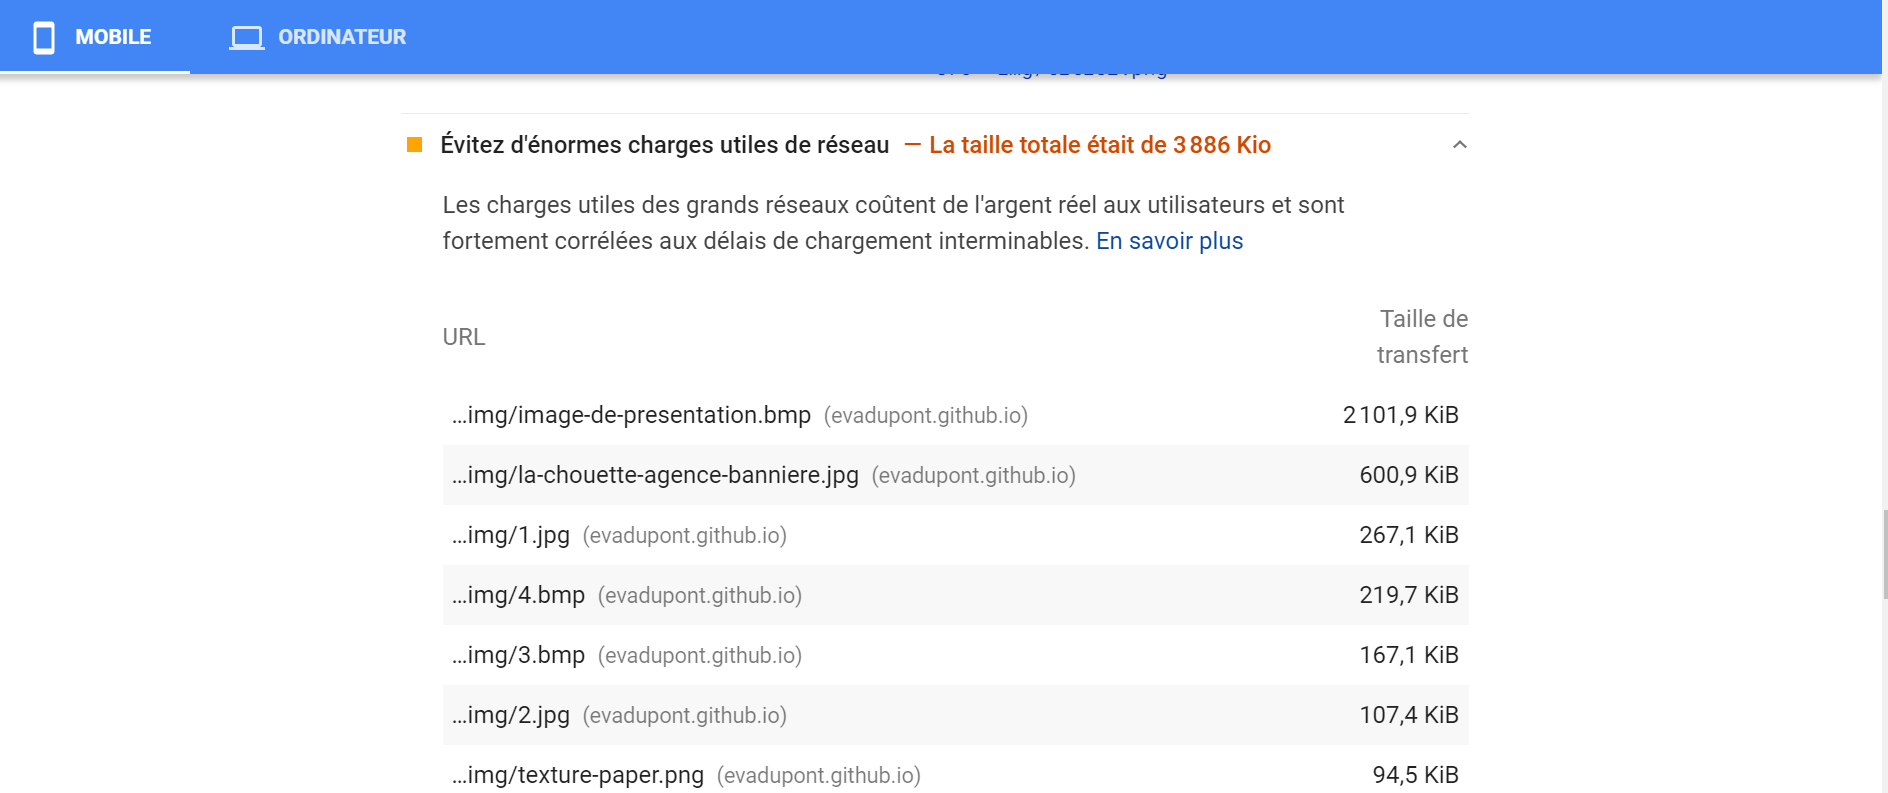 MOBILE
ORDINATEUR
Évitez d'énormes charges utiles de réseau — La taille totale était de 3 886 Kio
Les charges utiles des grands réseaux coûtent de l'argent réel aux utilisateurs et sont
fortement corrélées aux délais de chargement interminables. En savoir plus
URL
Taille de
transfert
…img/image-de-presentation.bmp (evadupont.github.io) 2 101,9 KiB
…img/la-chouette-agence-banniere.jpg (evadupont.github.io) 600,9 KiB
…img/1.jpg (evadupont.github.io) 267,1 KiB
…img/4.bmp (evadupont.github.io) 219,7 KiB
…img/3.bmp (evadupont.github.io) 167,1 KiB
…img/2.jpg (evadupont.github.io) 107,4 KiB
…img/texture-paper.png (evadupont.github.io) 94,5 KiB